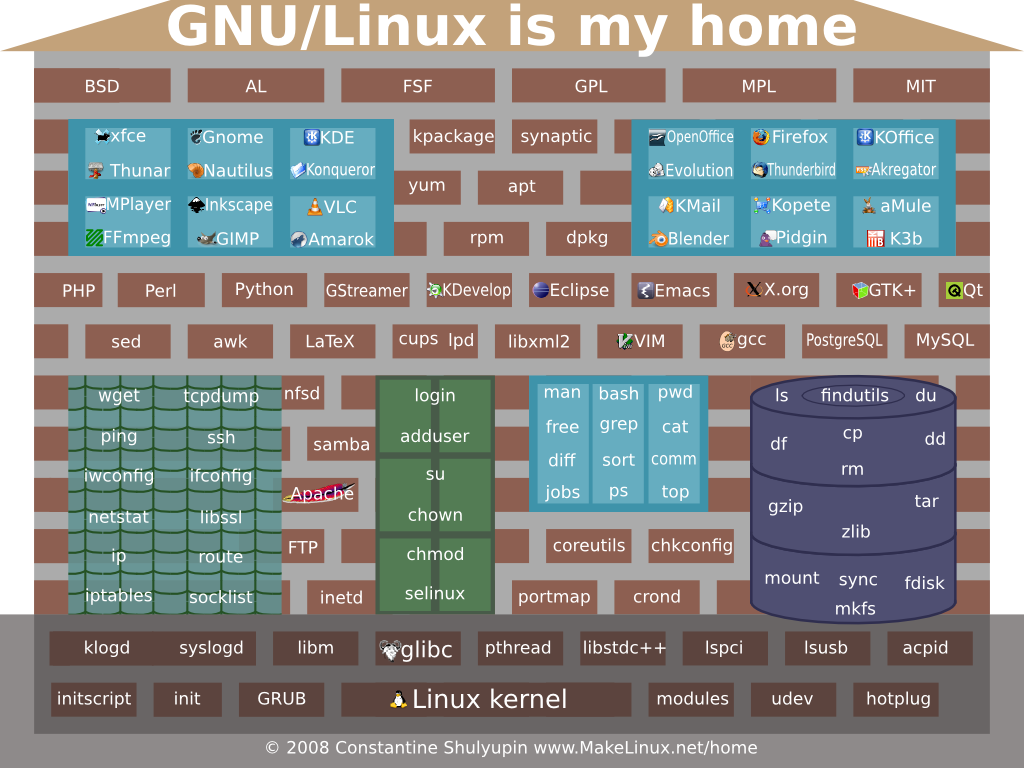 GNU/Linux is my home
BSD AL FSF GPL MPL MIT
xfce Gnome KDE kpackage synaptic OpenOffice Firefox KOffice
Thunar Nautilus Konqueror yum apt Evolution Thunderbird Akregator
MPlayer Inkscape VLC KMail Kopete aMule
FFmpeg GIMP Amarok rpm dpkg Blender Pidgin K3b
PHP Perl Python GStreamer KDevelop Eclipse Emacs X.org GTK+ Qt
sed awk LaTeX cups lpd libxml2 VIM gcc PostgreSQL MySQL
wget tcpdump nfsd login man bash pwd ls findutils du
ping ssh samba adduser free grep cat df cp dd
iwconfig ifconfig su diff sort comm rm
netstat libssl Apache chown jobs ps top gzip tar
ip route FTP chmod coreutils chkconfig zlib
iptables socklist inetd selinux portmap crond mount sync fdisk
mkfs
klogd syslogd libm glibc pthread libstdc++ lspci lsusb acpid
initscript init GRUB Linux kernel modules udev hotplug
© 2008 Constantine Shulyupin www.MakeLinux.net/home